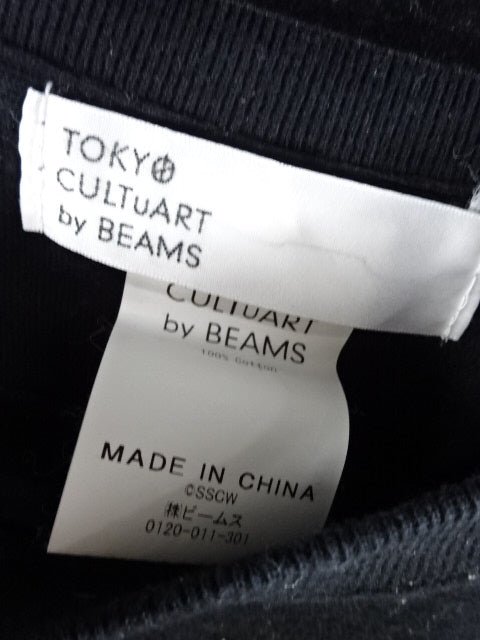 TOKYO
CULTUART
by BEAMS
CULTUART
by BEAMS
100% Cotton
MADE IN CHINA
©SSCW
㈱ビームス
0120-011-301